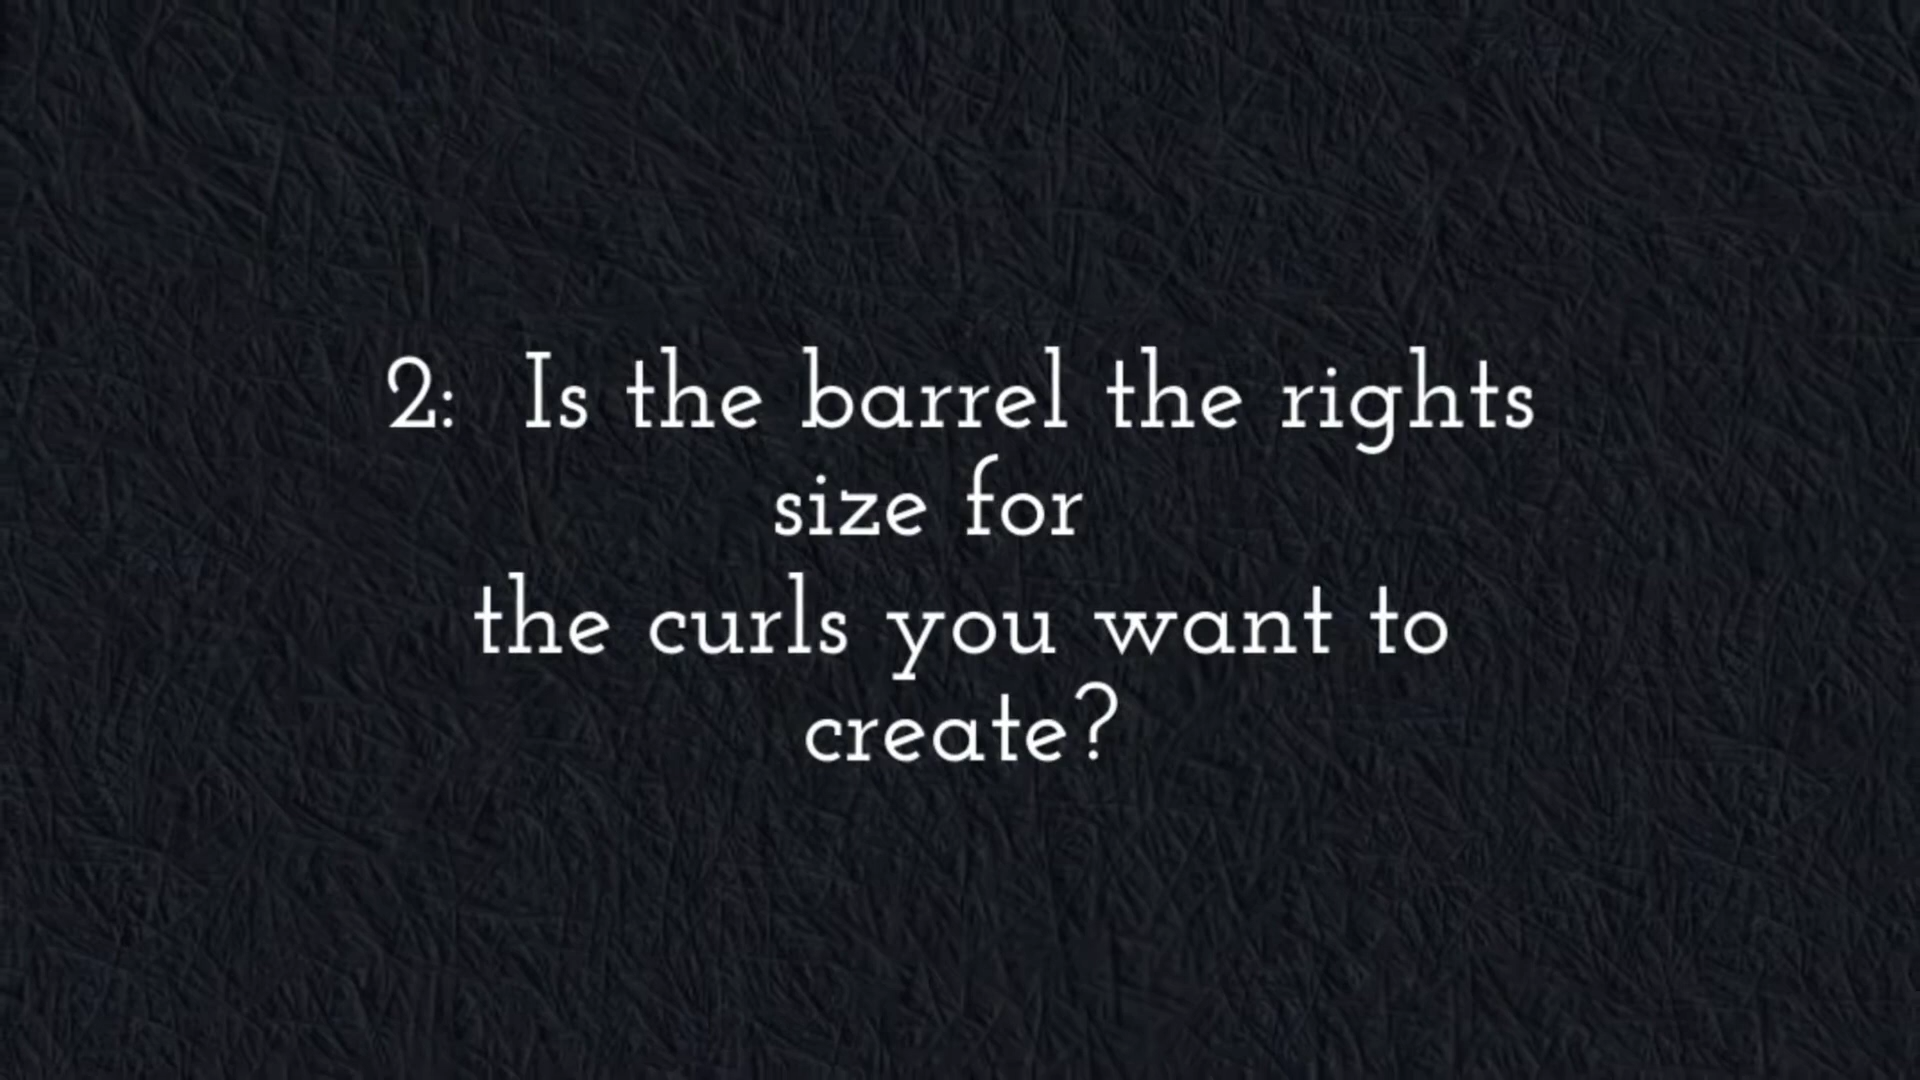 2: Is the barrel the rights
size for
the curls you want to
create?